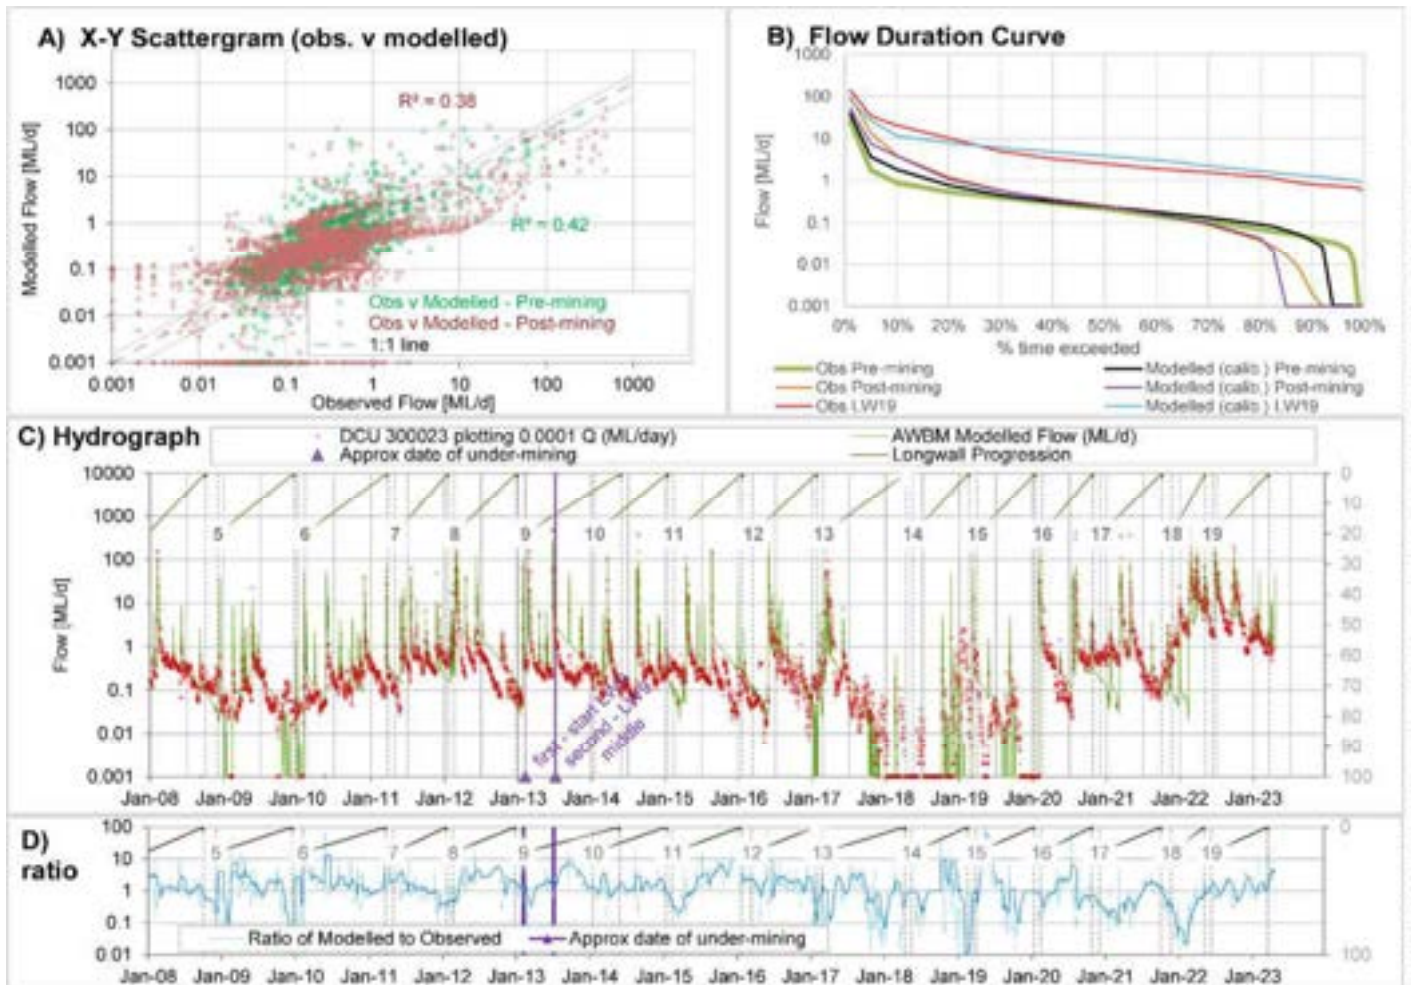 A) X-Y Scattergram (obs. v modelled)
1000
100
10
1
0.1
0.01
0.001
Modelled Flow [ML/d]
R² = 0.38
R² = 0.42
Obs v Modelled - Pre-mining
Obs v Modelled - Post-mining
1:1 line
0.001 0.01 0.1 1 10 100 1000
Observed Flow [ML/d]
B) Flow Duration Curve
1000
100
10
1
0.1
0.01
0.001
Flow [ML/d]
0% 10% 20% 30% 40% 50% 60% 70% 80% 90% 100%
% time exceeded
Obs Pre-mining
Modelled (calib.) Pre-mining
Obs Post-mining
Modelled (calib.) Post-mining
Obs LW19
Modelled (calib.) LW19
C) Hydrograph
DCU 300023 plotting 0.0001 Q (ML/day)
AWBM Modelled Flow (ML/d)
Approx date of under-mining
Longwall Progression
10000
1000
100
10
1
0.1
0.01
0.001
Flow [ML/d]
5 6 7 8 9 10 11 12 13 14 15 16 17 18 19
0
10
20
30
40
50
60
70
80
90
100
first - start
second -
middle
Jan-08 Jan-09 Jan-10 Jan-11 Jan-12 Jan-13 Jan-14 Jan-15 Jan-16 Jan-17 Jan-18 Jan-19 Jan-20 Jan-21 Jan-22 Jan-23
D)
ratio
100
10
1
0.1
0.01
5 6 7 8 9 10 11 12 13 14 15 16 17 18 19
0
100
Ratio of Modelled to Observed
Approx date of under-mining
Jan-08 Jan-09 Jan-10 Jan-11 Jan-12 Jan-13 Jan-14 Jan-15 Jan-16 Jan-17 Jan-18 Jan-19 Jan-20 Jan-21 Jan-22 Jan-23